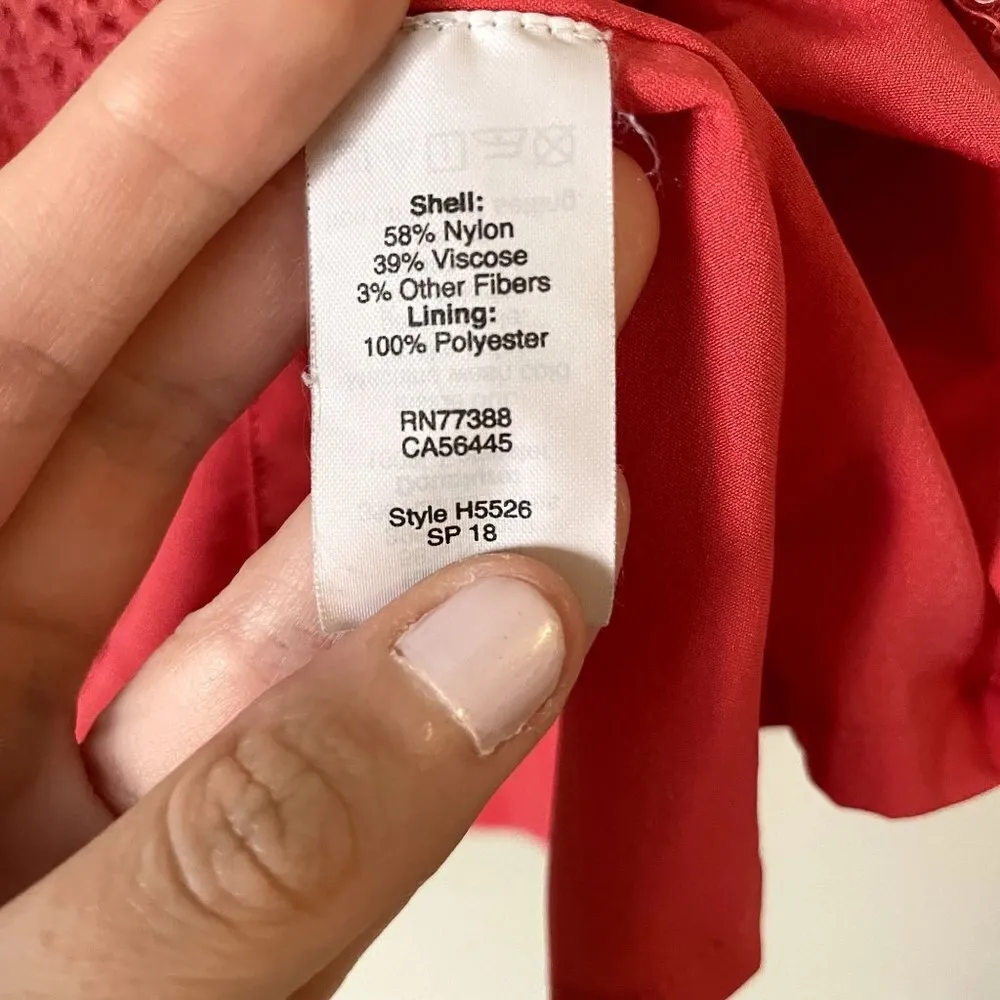 Shell:
58% Nylon
39% Viscose
3% Other Fibers
Lining:
100% Polyester
RN77388
CA56445
Style H5526
SP 18